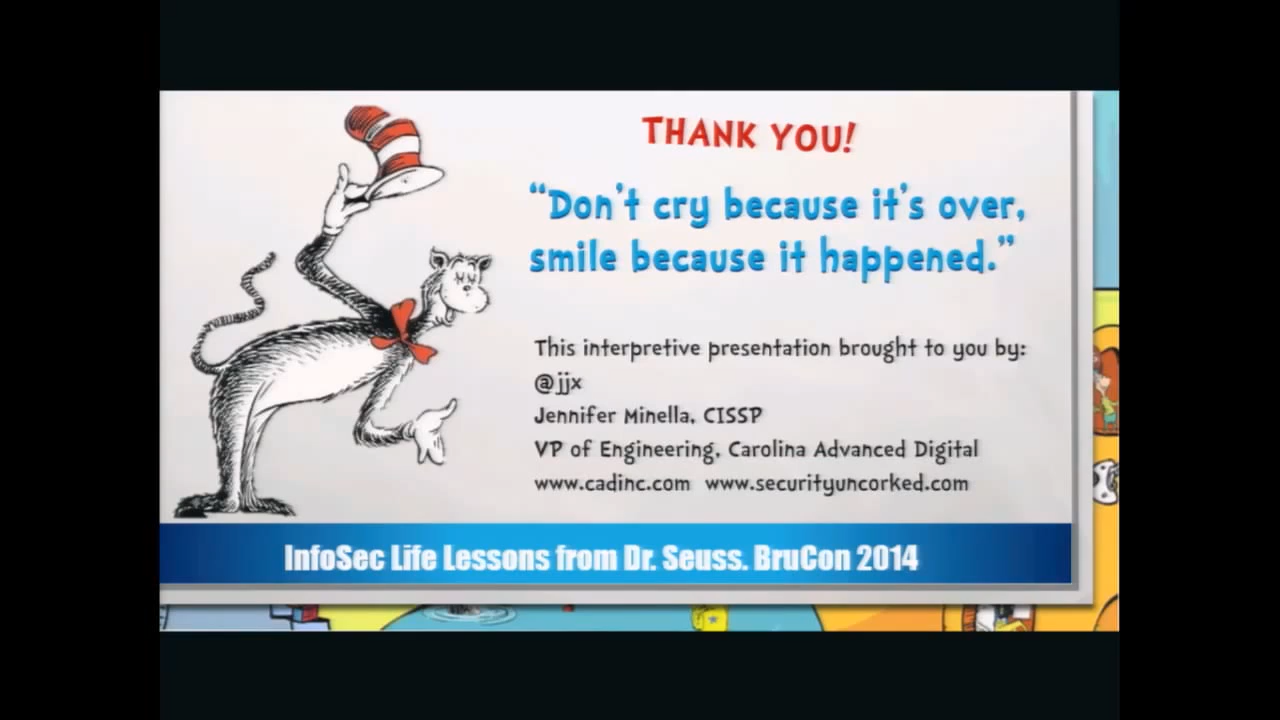 THANK YOU!
“Don't cry because it's over,
smile because it happened.”
This interpretive presentation brought to you by:
@jjx
Jennifer Minella, CISSP
VP of Engineering, Carolina Advanced Digital
www.cadinc.com www.securityuncorked.com
InfoSec Life Lessons from Dr. Seuss. BruCon 2014